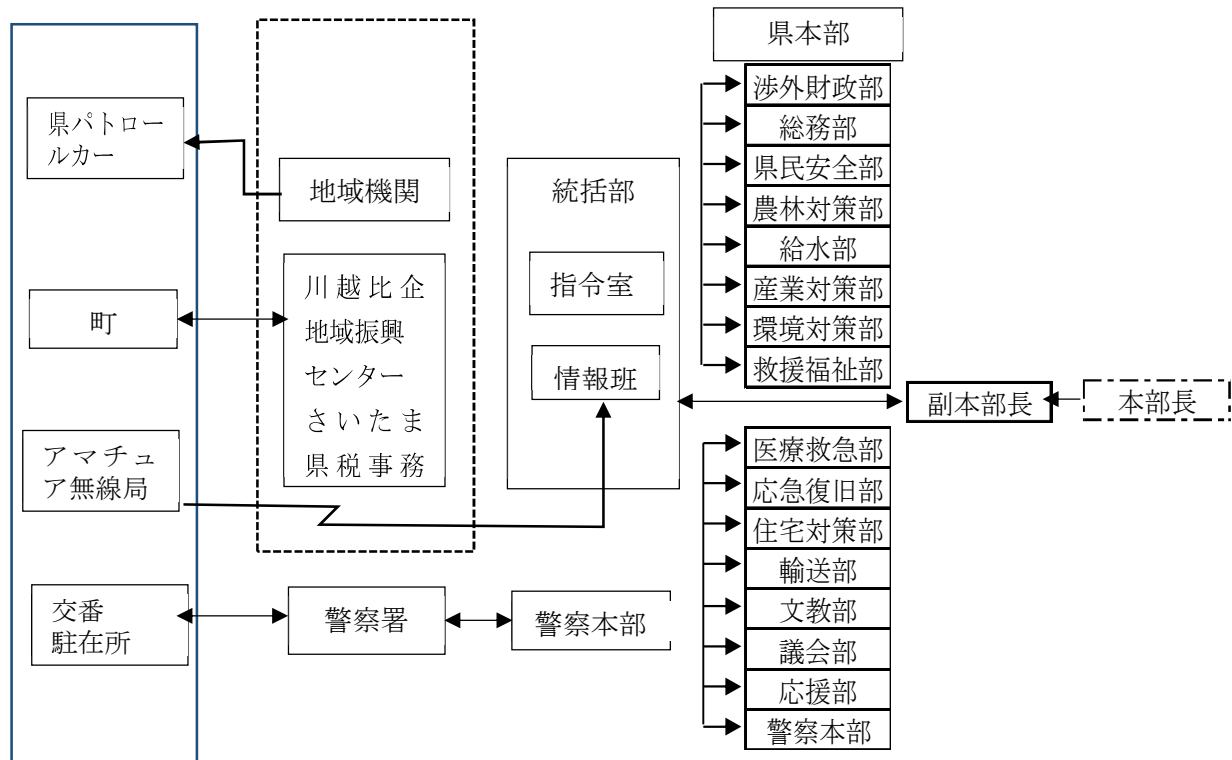 県パトロー
ルカー
町
アマチュ
ア無線局
交番
駐在所
地域機関
川越比企
地域振興
センター
さいたま
県税事務
警察署
統括部
指令室
情報班
警察本部
県本部
渉外財政部
総務部
県民安全部
農林対策部
給水部
産業対策部
環境対策部
救援福祉部
医療救急部
応急復旧部
住宅対策部
輸送部
文教部
議会部
応援部
警察本部
副本部長
本部長